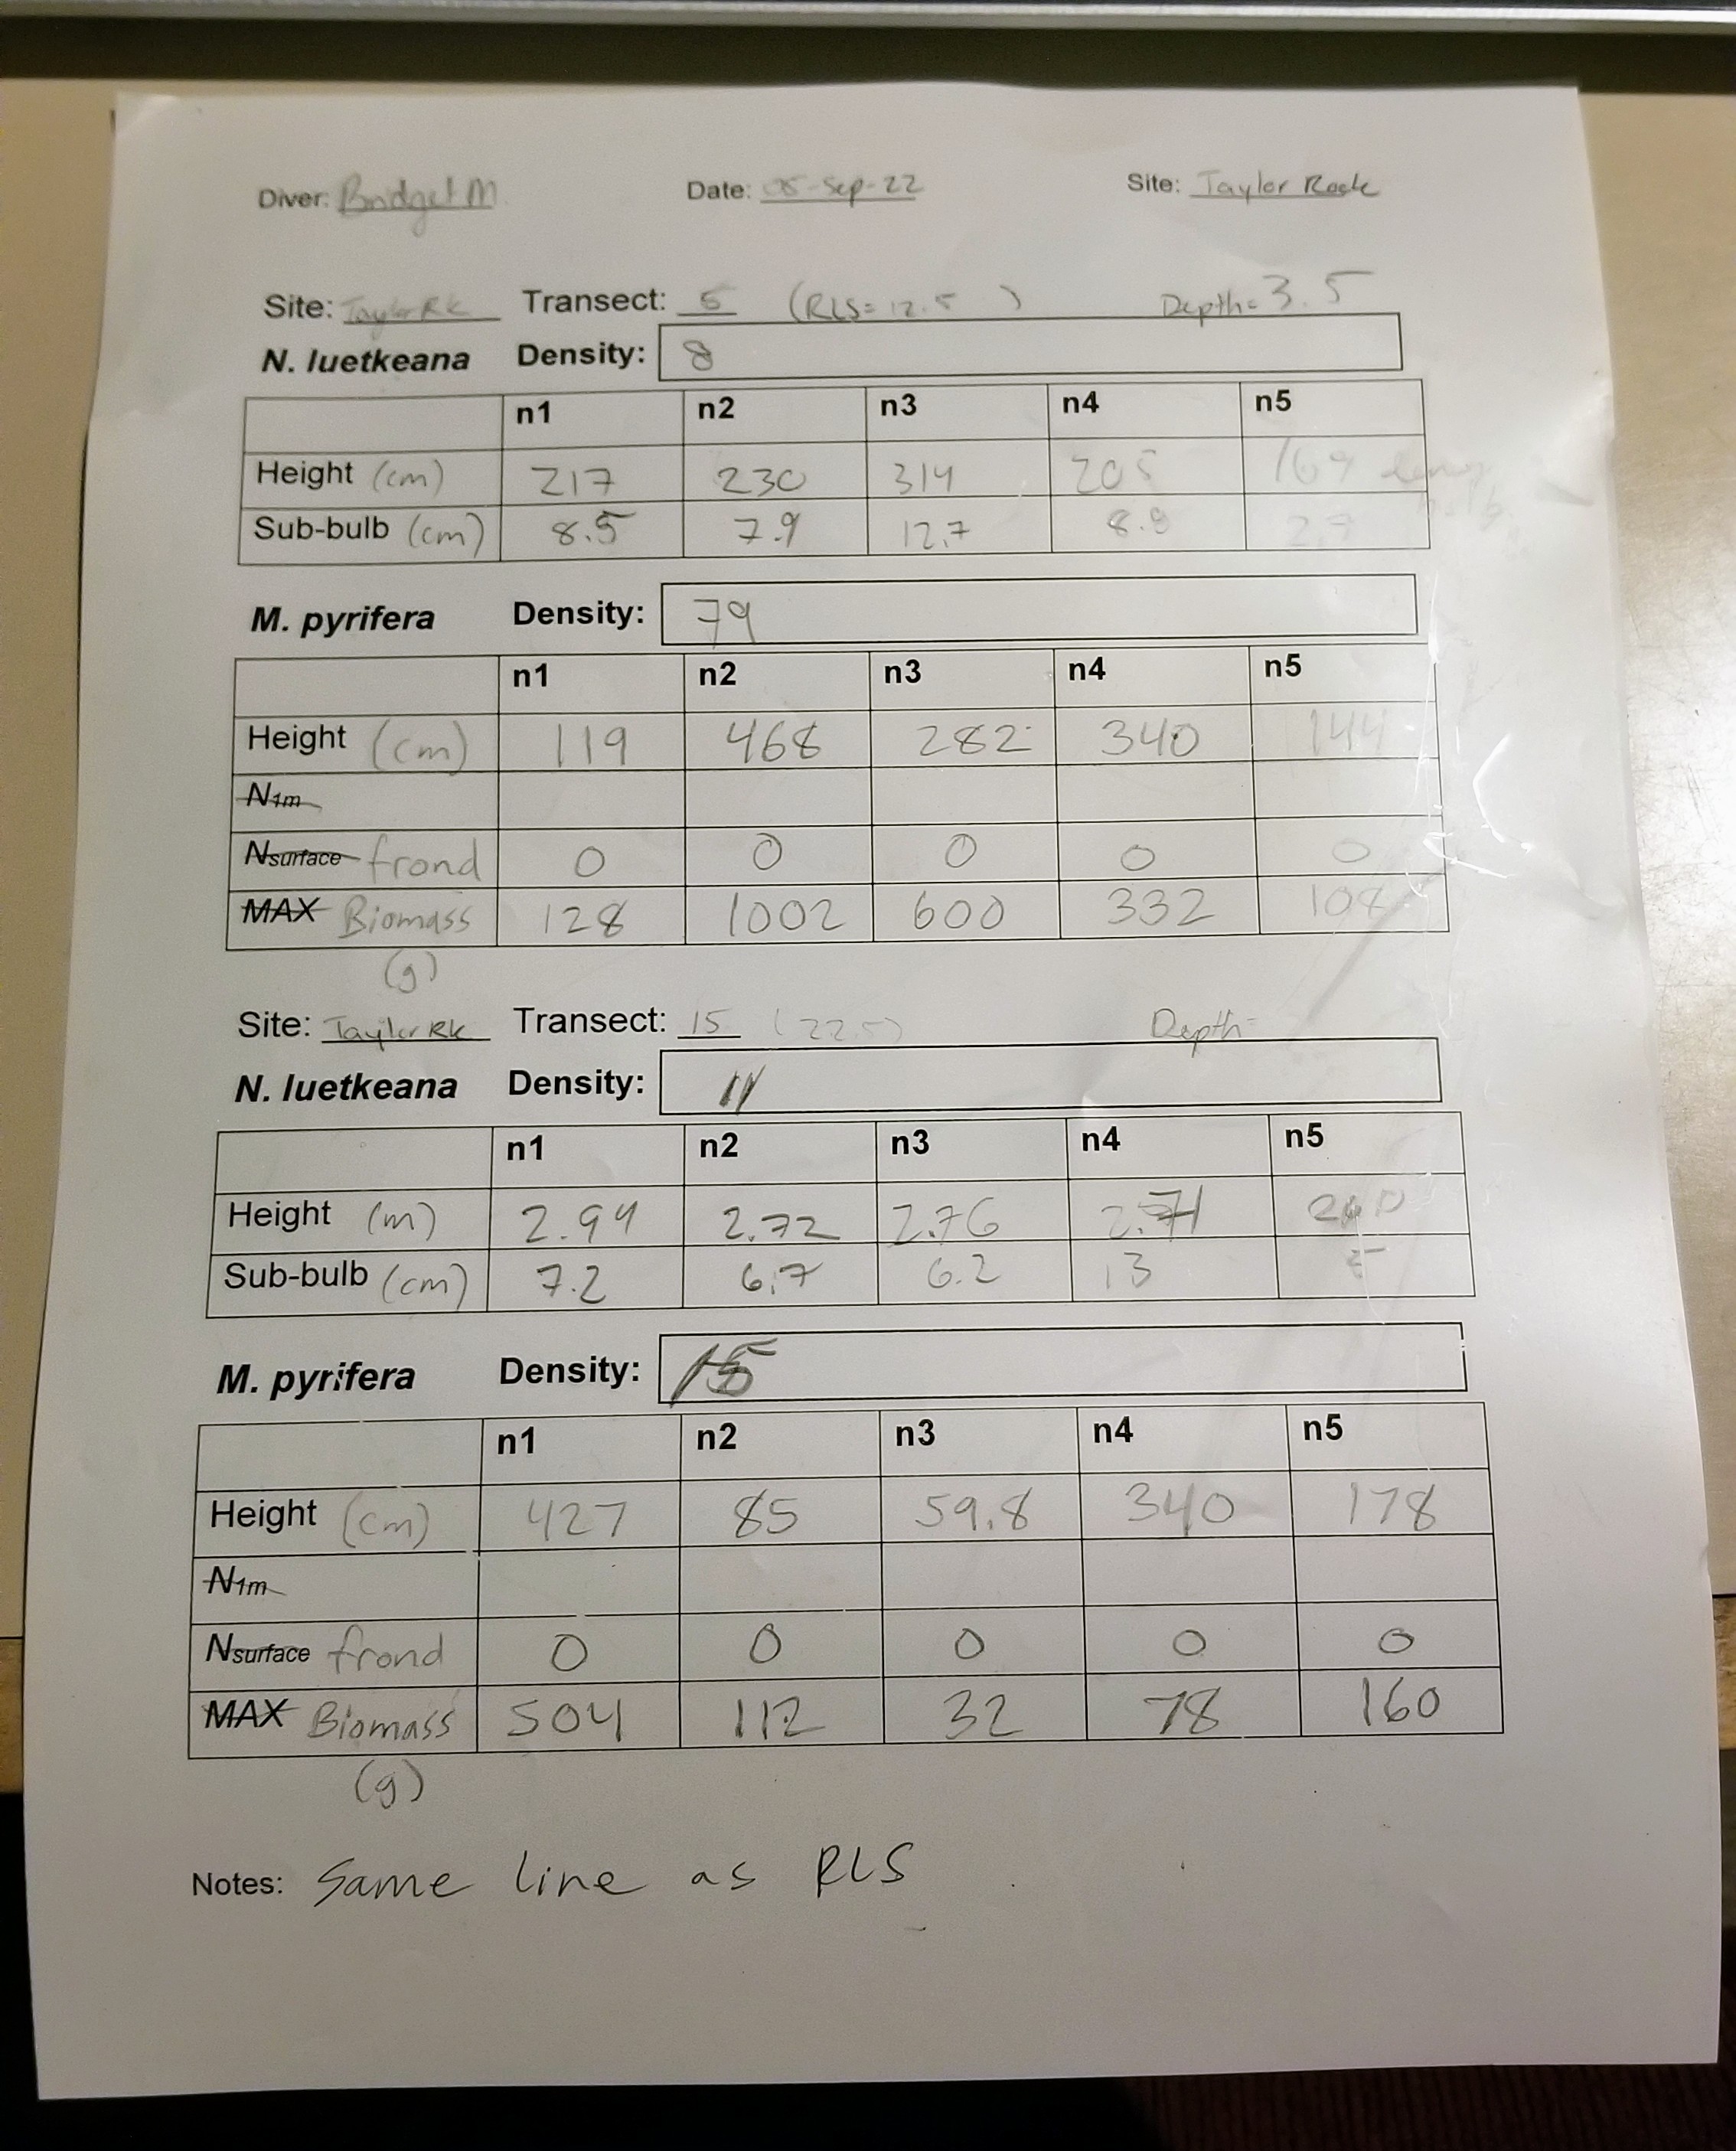 Diver: Bridget M. Date: 05-Sep-22 Site: Taylor Rock
Site: Taylor Rk Transect: 5 (RLS= 12.5 ) Depth= 3.5
N. luetkeana Density: 8
n1 n2 n3 n4 n5
Height (cm) 217 230 314 205 169
Sub-bulb (cm) 8.5 7.9 12.7 8.9 2.7
M. pyrifera Density: 79
n1 n2 n3 n4 n5
Height (cm) 119 468 282 340 144
N1m
Nsurface frond 0 0 0 0 0
MAX Biomass 128 1002 600 332 108
(g)
Site: Taylor Rk Transect: 15 (22.5) Depth-
N. luetkeana Density: 11
n1 n2 n3 n4 n5
Height (m) 2.94 2.72 2.76 2.71
Sub-bulb (cm) 7.2 6.7 6.2 13
M. pyrifera Density: 15
n1 n2 n3 n4 n5
Height (cm) 427 85 59.8 340 178
N1m
Nsurface frond 0 0 0 0 0
MAX Biomass 504 112 32 78 160
(g)
Notes: Same line as RLS